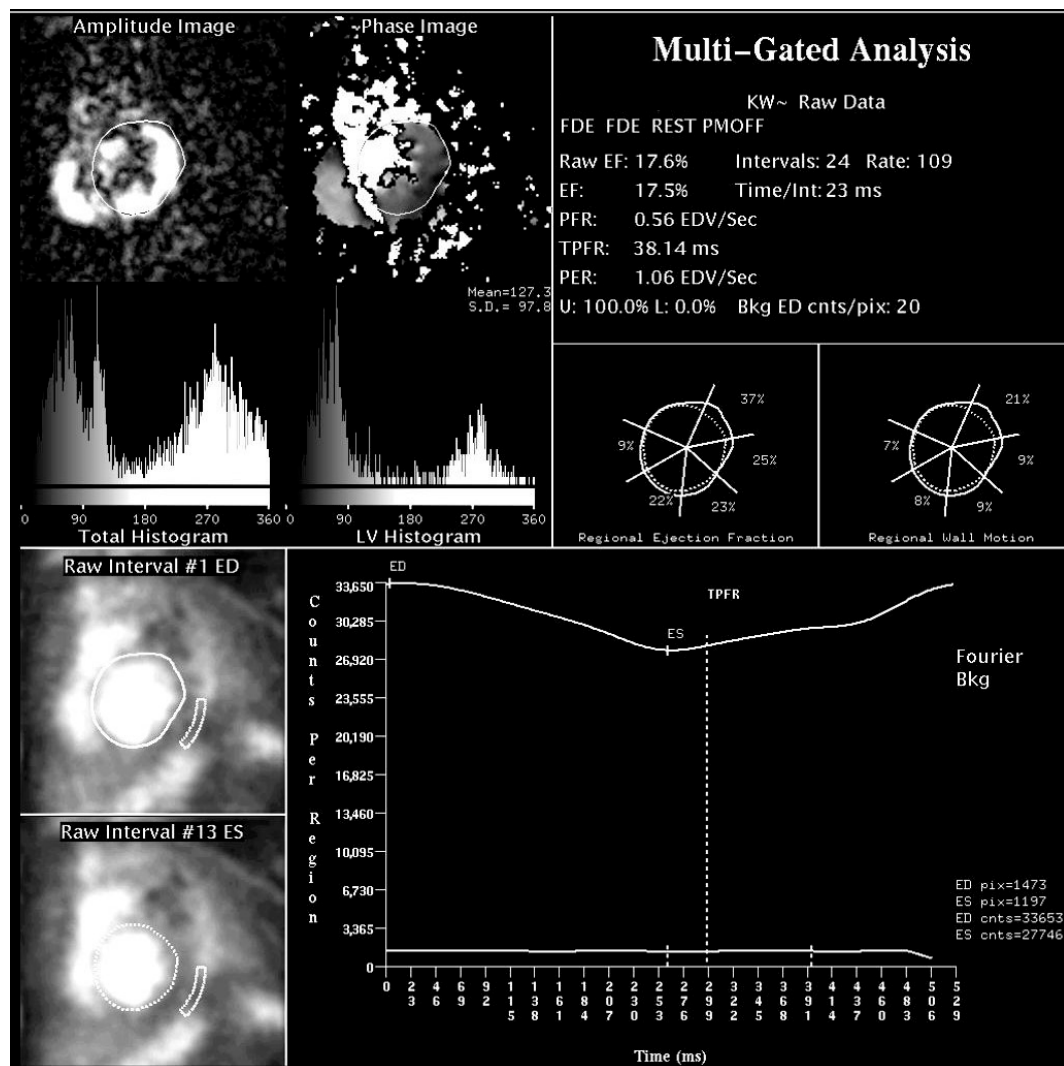 Amplitude Image
Phase Image
Multi-Gated Analysis
KW~ Raw Data
FDE FDE REST PMOFF
Raw EF: 17.6% Intervals: 24 Rate: 109
EF: 17.5% Time/Int: 23 ms
PFR: 0.56 EDV/Sec
TPFR: 38.14 ms
PER: 1.06 EDV/Sec
U: 100.0% L: 0.0% Bkg ED cnts/pix: 20
Mean=127.3
S.D.= 97.8
0 90 180 270 360
Total Histogram
0 90 180 270 360
LV Histogram
37%
9%
25%
22%
23%
Regional Ejection Fraction
21%
7%
9%
8%
9%
Regional Wall Motion
Raw Interval #1 ED
Raw Interval #13 ES
Counts Per Region
33,650
30,285
26,920
23,555
20,190
16,825
13,460
10,095
6,730
3,365
0
ED
ES
TPFR
Fourier
Bkg
ED pix=1473
ES pix=1197
ED cnts=33653
ES cnts=27746
0 23 46 69 92 115 138 161 184 207 230 253 276 299 322 345 368 391 414 437 460 483 506 529
Time (ms)